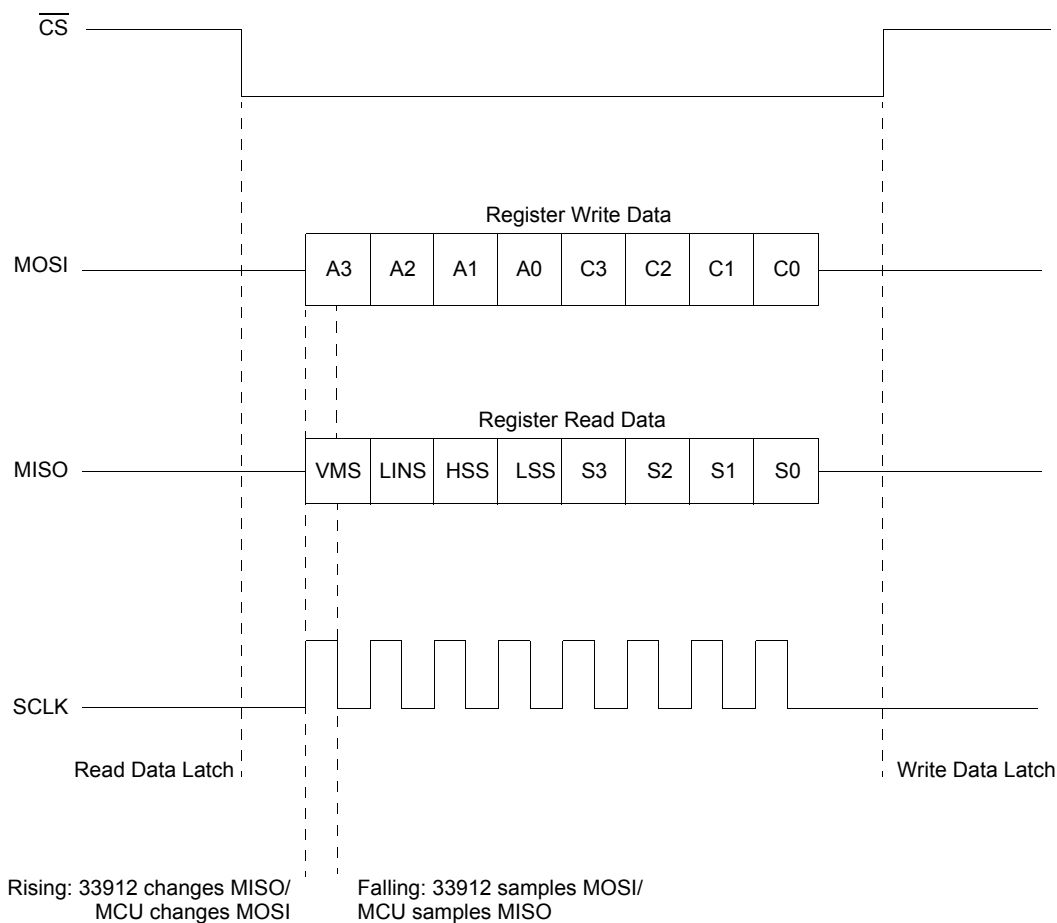 CS
Register Write Data
MOSI
A3 A2 A1 A0 C3 C2 C1 C0
Register Read Data
MISO
VMS LINS HSS LSS S3 S2 S1 S0
SCLK
Read Data Latch
Write Data Latch
Rising: 33912 changes MISO/
MCU changes MOSI
Falling: 33912 samples MOSI/
MCU samples MISO